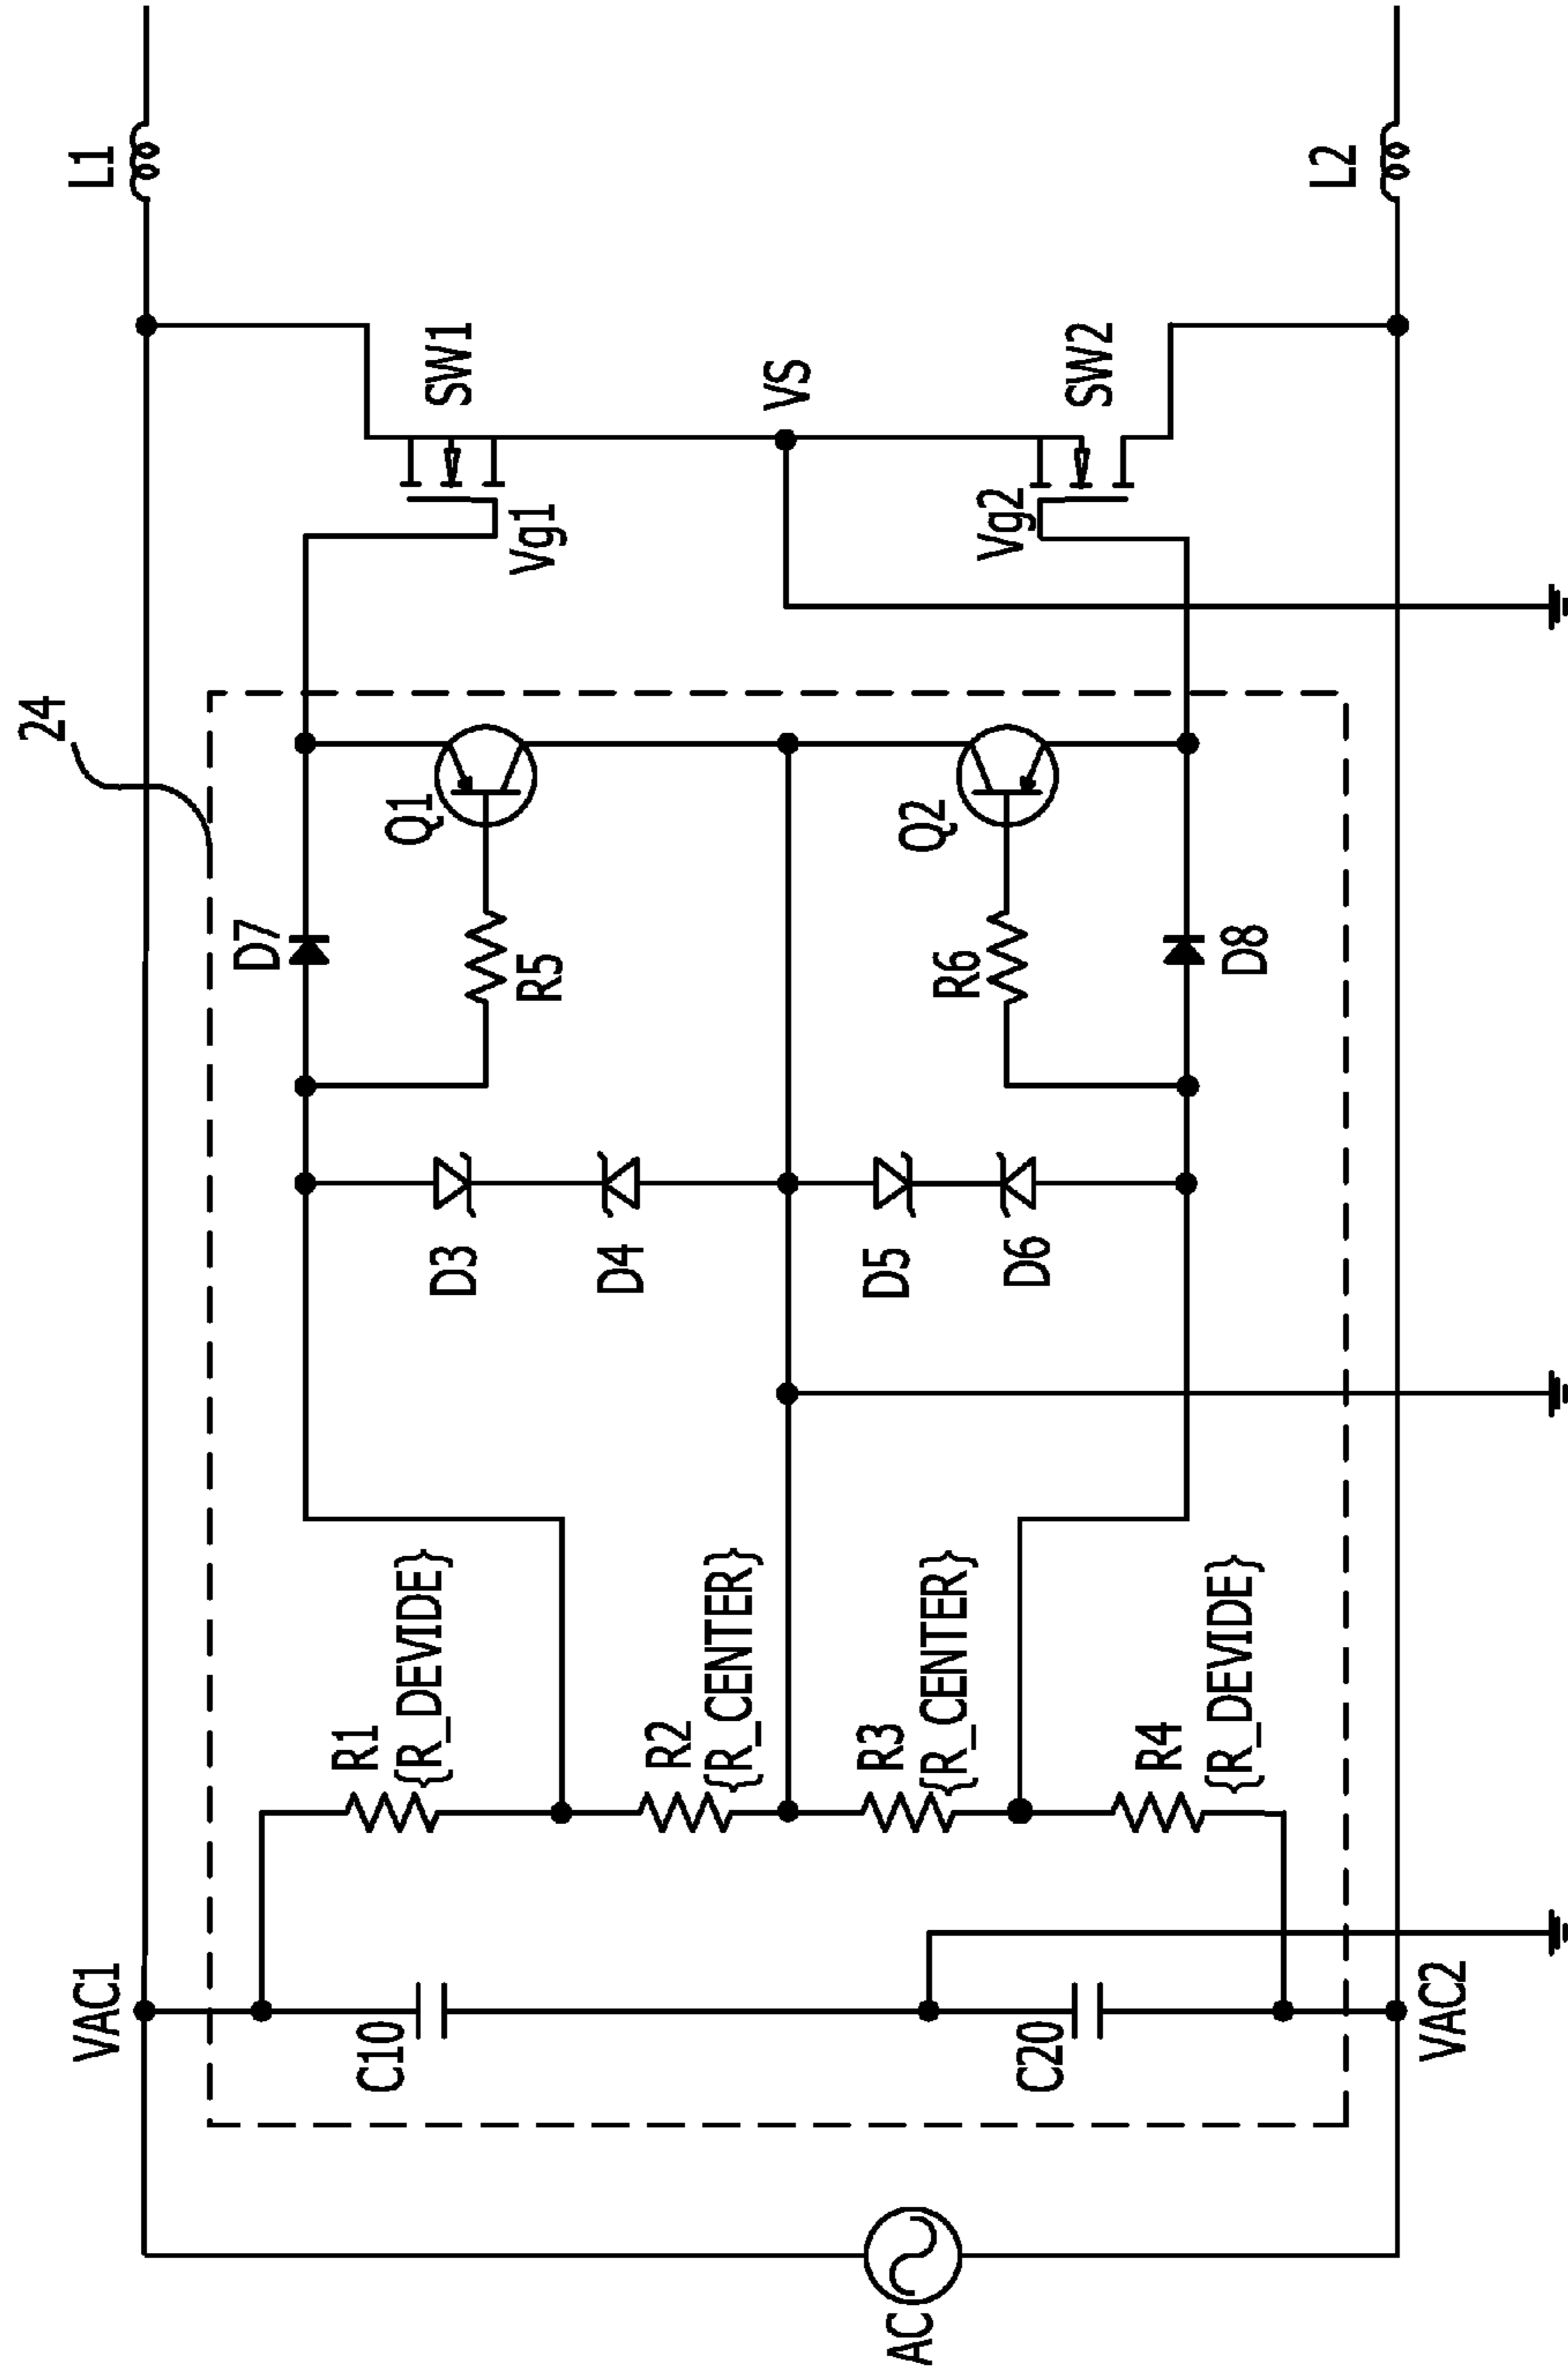 24
L1
SW1
Vg1
VS
Vg2
SW2
L2
D7
Q1
R5
Q2
R6
D8
D3
D4
D5
D6
R1
{R_DEVIDE}
R2
{R_CENTER}
R3
{R_CENTER}
R4
{R_DEVIDE}
VAC1
C10
C20
VAC2
AC